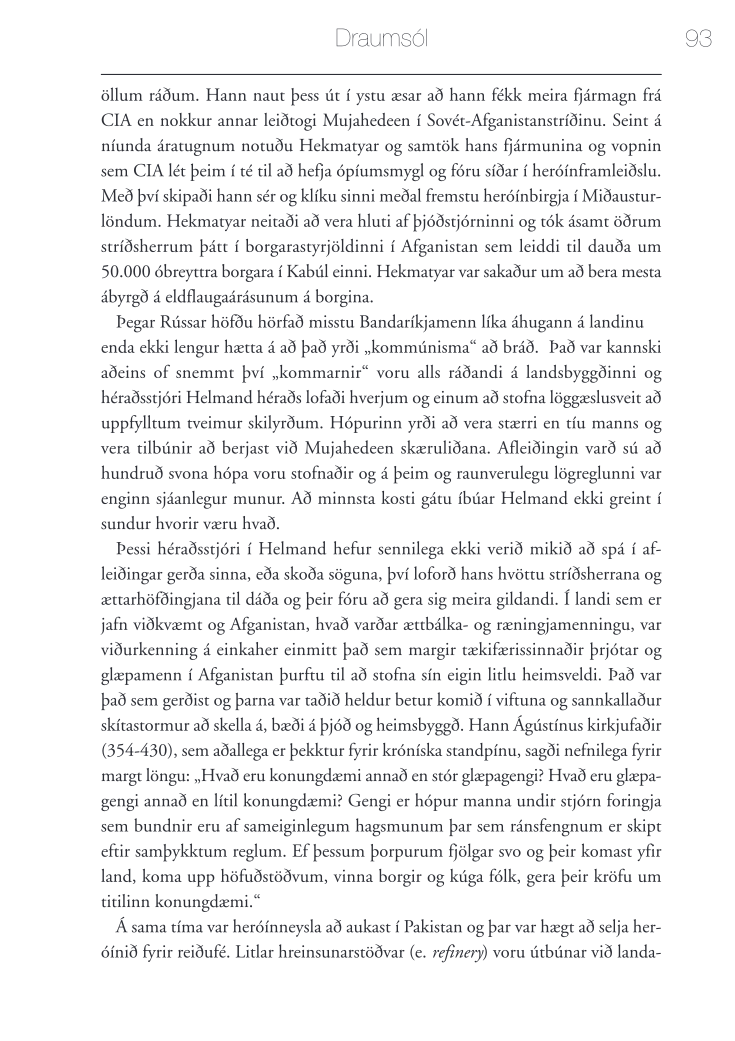 Draumsól 93
öllum ráðum. Hann naut þess út í ystu æsar að hann fékk meira fjármagn frá
CIA en nokkur annar leiðtogi Mujahedeen í Sovét-Afganistanstríðinu. Seint á
níunda áratugnum notuðu Hekmatyar og samtök hans fjármunina og vopnin
sem CIA lét þeim í té til að hefja ópíumsmygl og fóru síðar í heróínframleiðslu.
Með því skipaði hann sér og klíku sinni meðal fremstu heróínbirgja í Miðaustur-
löndum. Hekmatyar neitaði að vera hluti af þjóðstjórninni og tók ásamt öðrum
stríðsherrum þátt í borgarastyrjöldinni í Afganistan sem leiddi til dauða um
50.000 óbreyttra borgara í Kabúl einni. Hekmatyar var sakaður um að bera mesta
ábyrgð á eldflaugaárásunum á borgina.
Þegar Rússar höfðu hörfað misstu Bandaríkjamenn líka áhugann á landinu
enda ekki lengur hætta á að það yrði „kommúnisma“ að bráð. Það var kannski
aðeins of snemmt því „kommarnir“ voru alls ráðandi á landsbyggðinni og
héraðsstjóri Helmand héraðs lofaði hverjum og einum að stofna löggæslusveit að
uppfylltum tveimur skilyrðum. Hópurinn yrði að vera stærri en tíu manns og
vera tilbúnir að berjast við Mujahedeen skæruliðana. Afleiðingin varð sú að
hundruð svona hópa voru stofnaðir og á þeim og raunverulegu lögreglunni var
enginn sjáanlegur munur. Að minnsta kosti gátu íbúar Helmand ekki greint í
sundur hvorir væru hvað.
Þessi héraðsstjóri í Helmand hefur sennilega ekki verið mikið að spá í af-
leiðingar gerða sinna, eða skoða söguna, því loforð hans hvöttu stríðsherrana og
ættarhöfðingjana til dáða og þeir fóru að gera sig meira gildandi. Í landi sem er
jafn viðkvæmt og Afganistan, hvað varðar ættbálka- og ræningjamenningu, var
viðurkenning á einkaher einmitt það sem margir tækifærissinnaðir þrjótar og
glæpamenn í Afganistan þurftu til að stofna sín eigin litlu heimsveldi. Það var
það sem gerðist og þarna var taðið heldur betur komið í viftuna og sannkallaður
skítastormur að skella á, bæði á þjóð og heimsbyggð. Hann Ágústínus kirkjufaðir
(354-430), sem aðallega er þekktur fyrir króníska standpínu, sagði nefnilega fyrir
margt löngu: „Hvað eru konungdæmi annað en stór glæpagengi? Hvað eru glæpa-
gengi annað en lítil konungdæmi? Gengi er hópur manna undir stjórn foringja
sem bundnir eru af sameiginlegum hagsmunum þar sem ránsfengnum er skipt
eftir samþykktum reglum. Ef þessum þorpurum fjölgar svo og þeir komast yfir
land, koma upp höfuðstöðvum, vinna borgir og kúga fólk, gera þeir kröfu um
titilinn konungdæmi.“
Á sama tíma var heróínneysla að aukast í Pakistan og þar var hægt að selja her-
óínið fyrir reiðufé. Litlar hreinsunarstöðvar (e. refinery) voru útbúnar við landa-